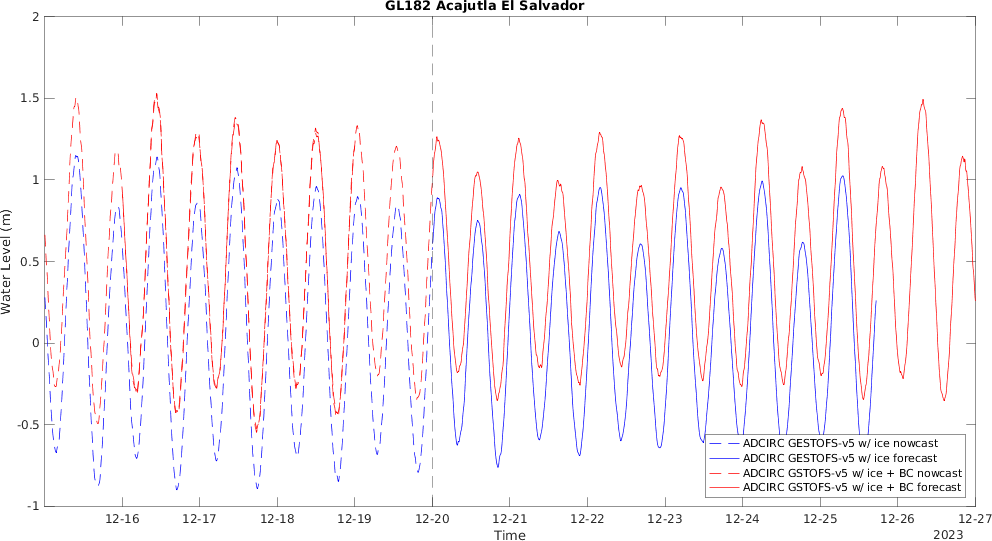 GL182 Acajutla El Salvador
2
1.5
1
0.5
0
-0.5
-1
Water Level (m)
12-16 12-17 12-18 12-19 12-20 12-21 12-22 12-23 12-24 12-25 12-26 12-27
Time
2023
ADCIRC GESTOFS-v5 w/ ice nowcast
ADCIRC GESTOFS-v5 w/ ice forecast
ADCIRC GSTOFS-v5 w/ ice + BC nowcast
ADCIRC GSTOFS-v5 w/ ice + BC forecast